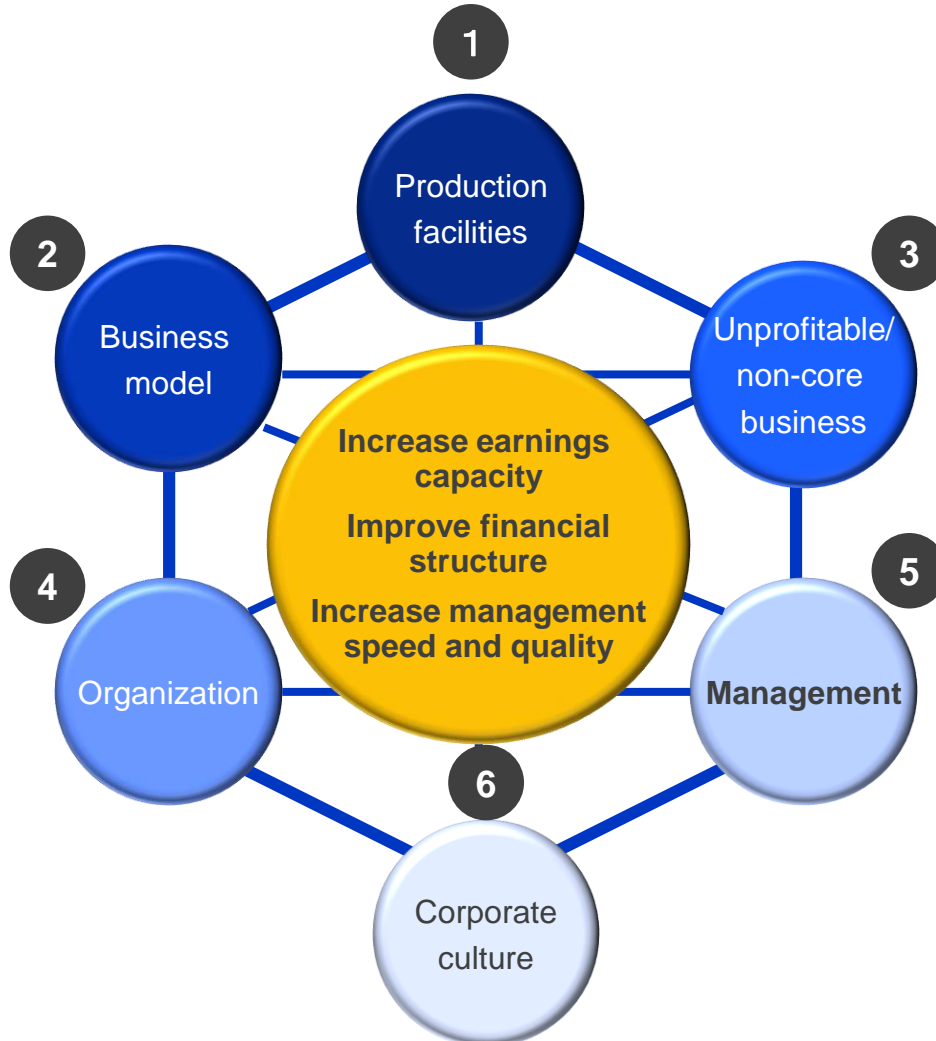 1
Production
facilities
2
Business
model
3
Unprofitable/
non-core
business
Increase earnings
capacity
Improve financial
structure
Increase management
speed and quality
4
Organization
5
Management
6
Corporate
culture